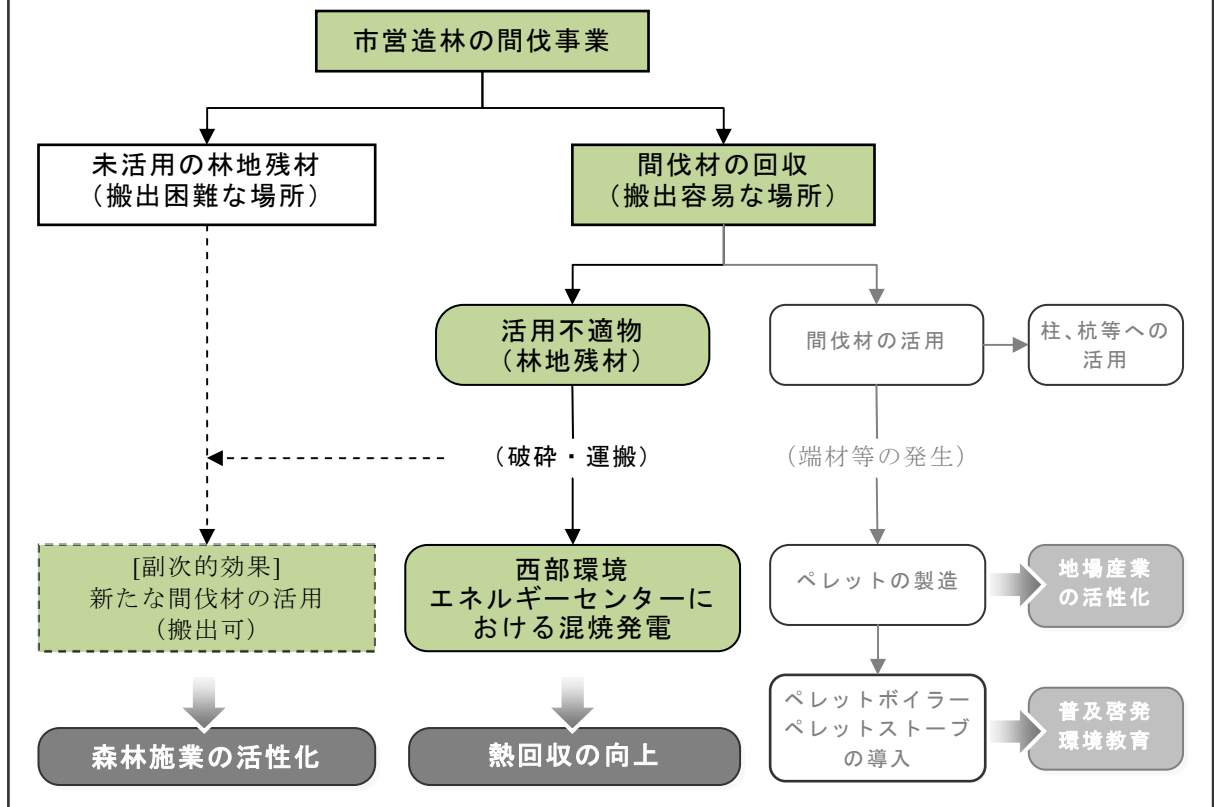 市営造林の間伐事業
未活用の林地残材
（搬出困難な場所）
間伐材の回収
（搬出容易な場所）
活用不適物
（林地残材）
間伐材の活用
柱、杭等への
活用
（破砕・運搬）
（端材等の発生）
[副次的効果]
新たな間伐材の活用
（搬出可）
西部環境
エネルギーセンターに
おける混焼発電
ペレットの製造
地場産業
の活性化
ペレットボイラー
ペレットストーブ
の導入
普及啓発
環境教育
森林施業の活性化
熱回収の向上